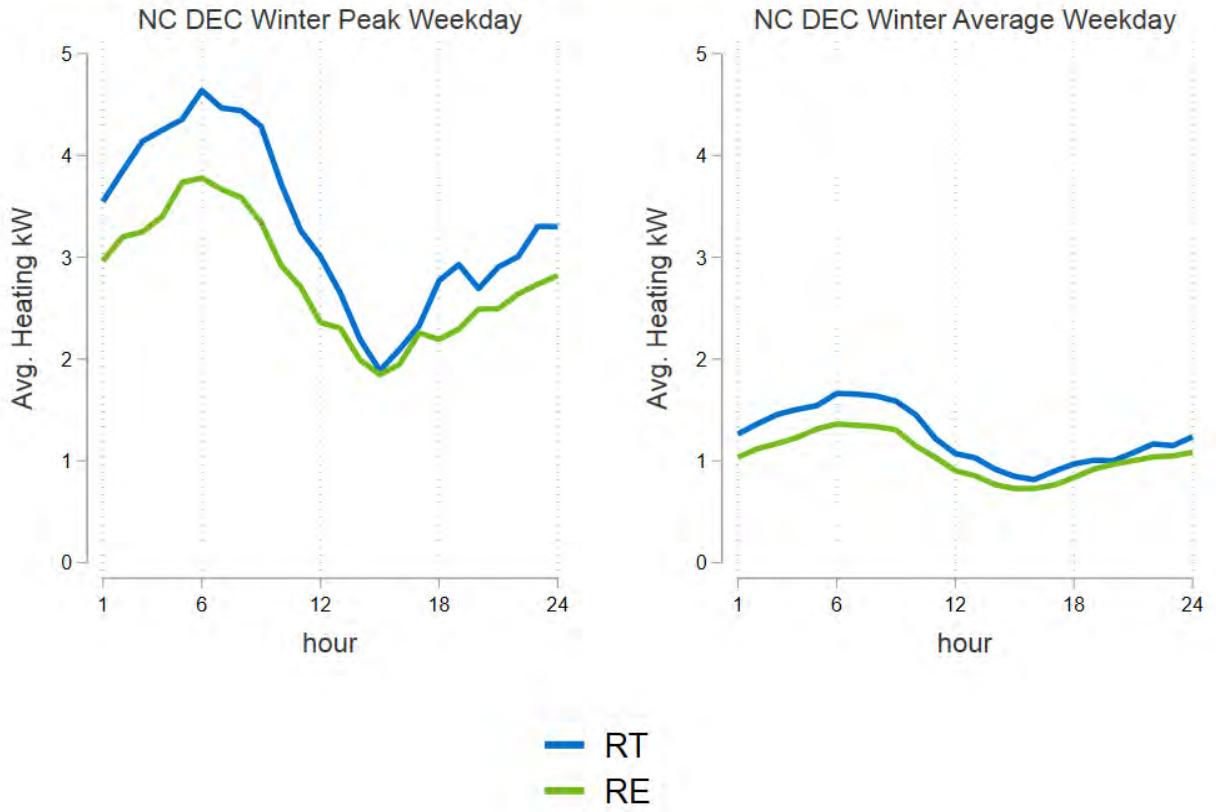 NC DEC Winter Peak Weekday
5
4
3
2
1
0
Avg. Heating kW
1 6 12 18 24
hour
NC DEC Winter Average Weekday
5
4
3
2
1
0
Avg. Heating kW
1 6 12 18 24
hour
RT
RE